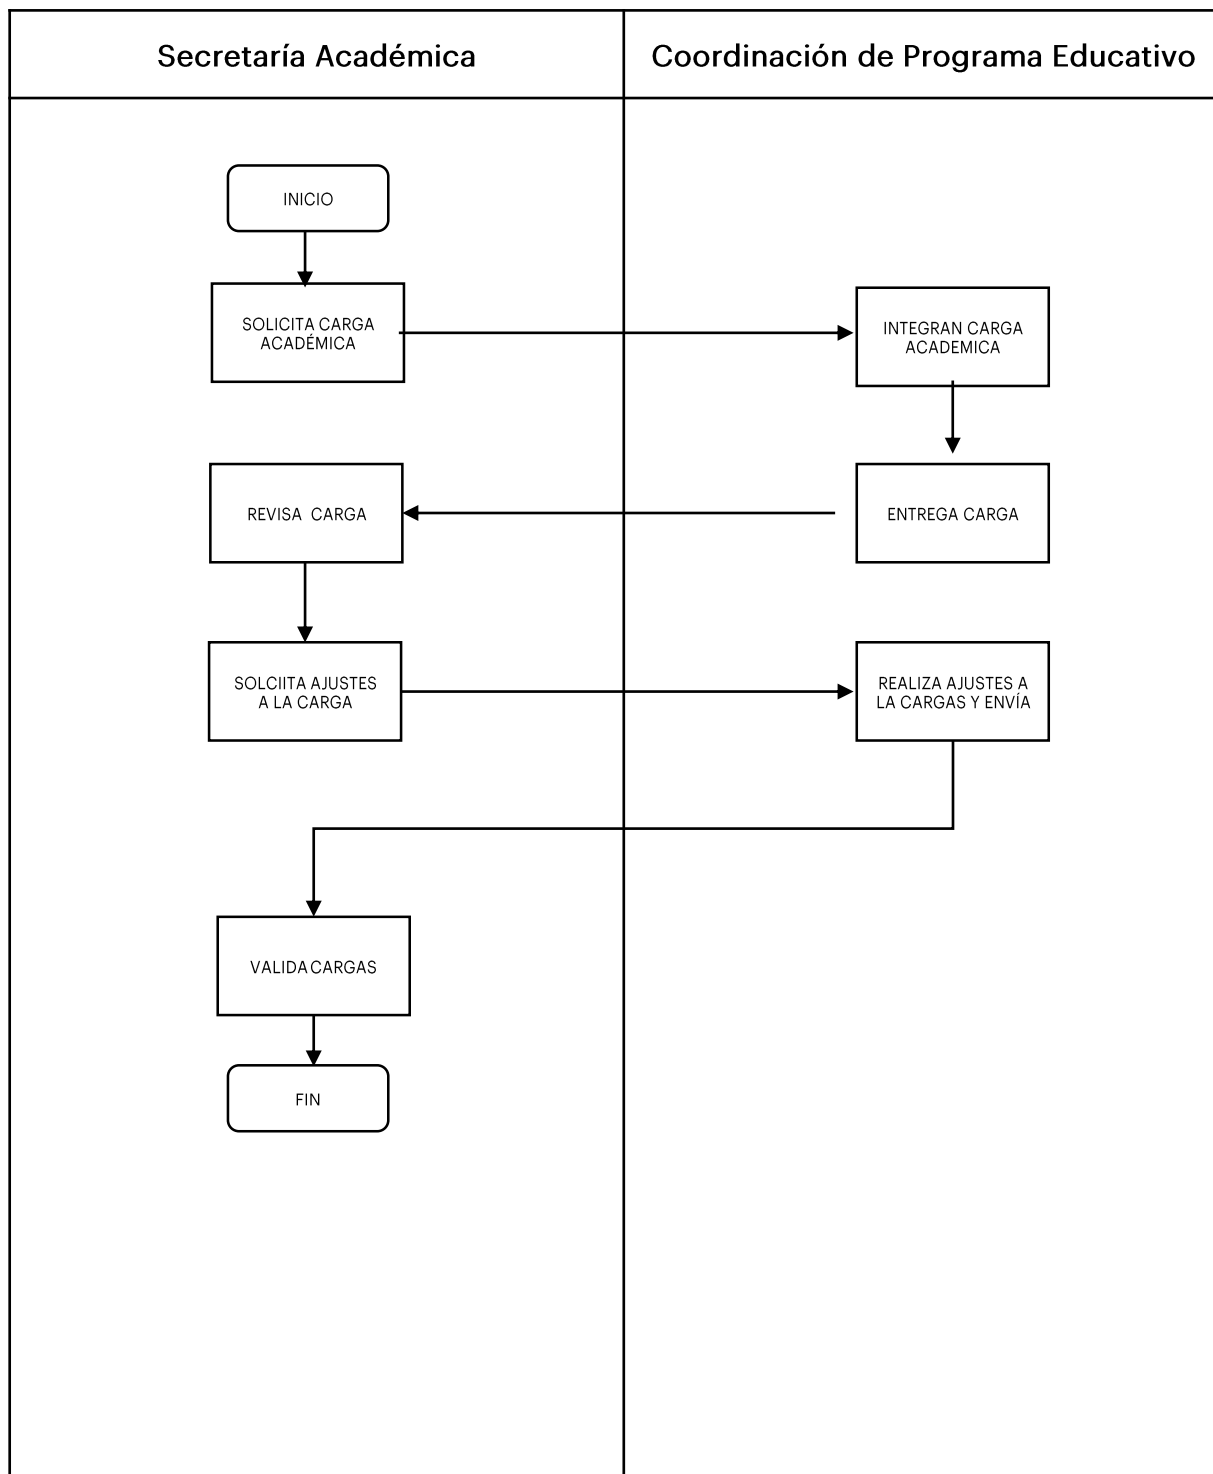 Secretaría Académica
Coordinación de Programa Educativo
INICIO
SOLICITA CARGA
ACADÉMICA
INTEGRAN CARGA
ACADEMICA
REVISA CARGA
ENTREGA CARGA
SOLCIITA AJUSTES
A LA CARGA
REALIZA AJUSTES A
LA CARGAS Y ENVÍA
VALIDA CARGAS
FIN